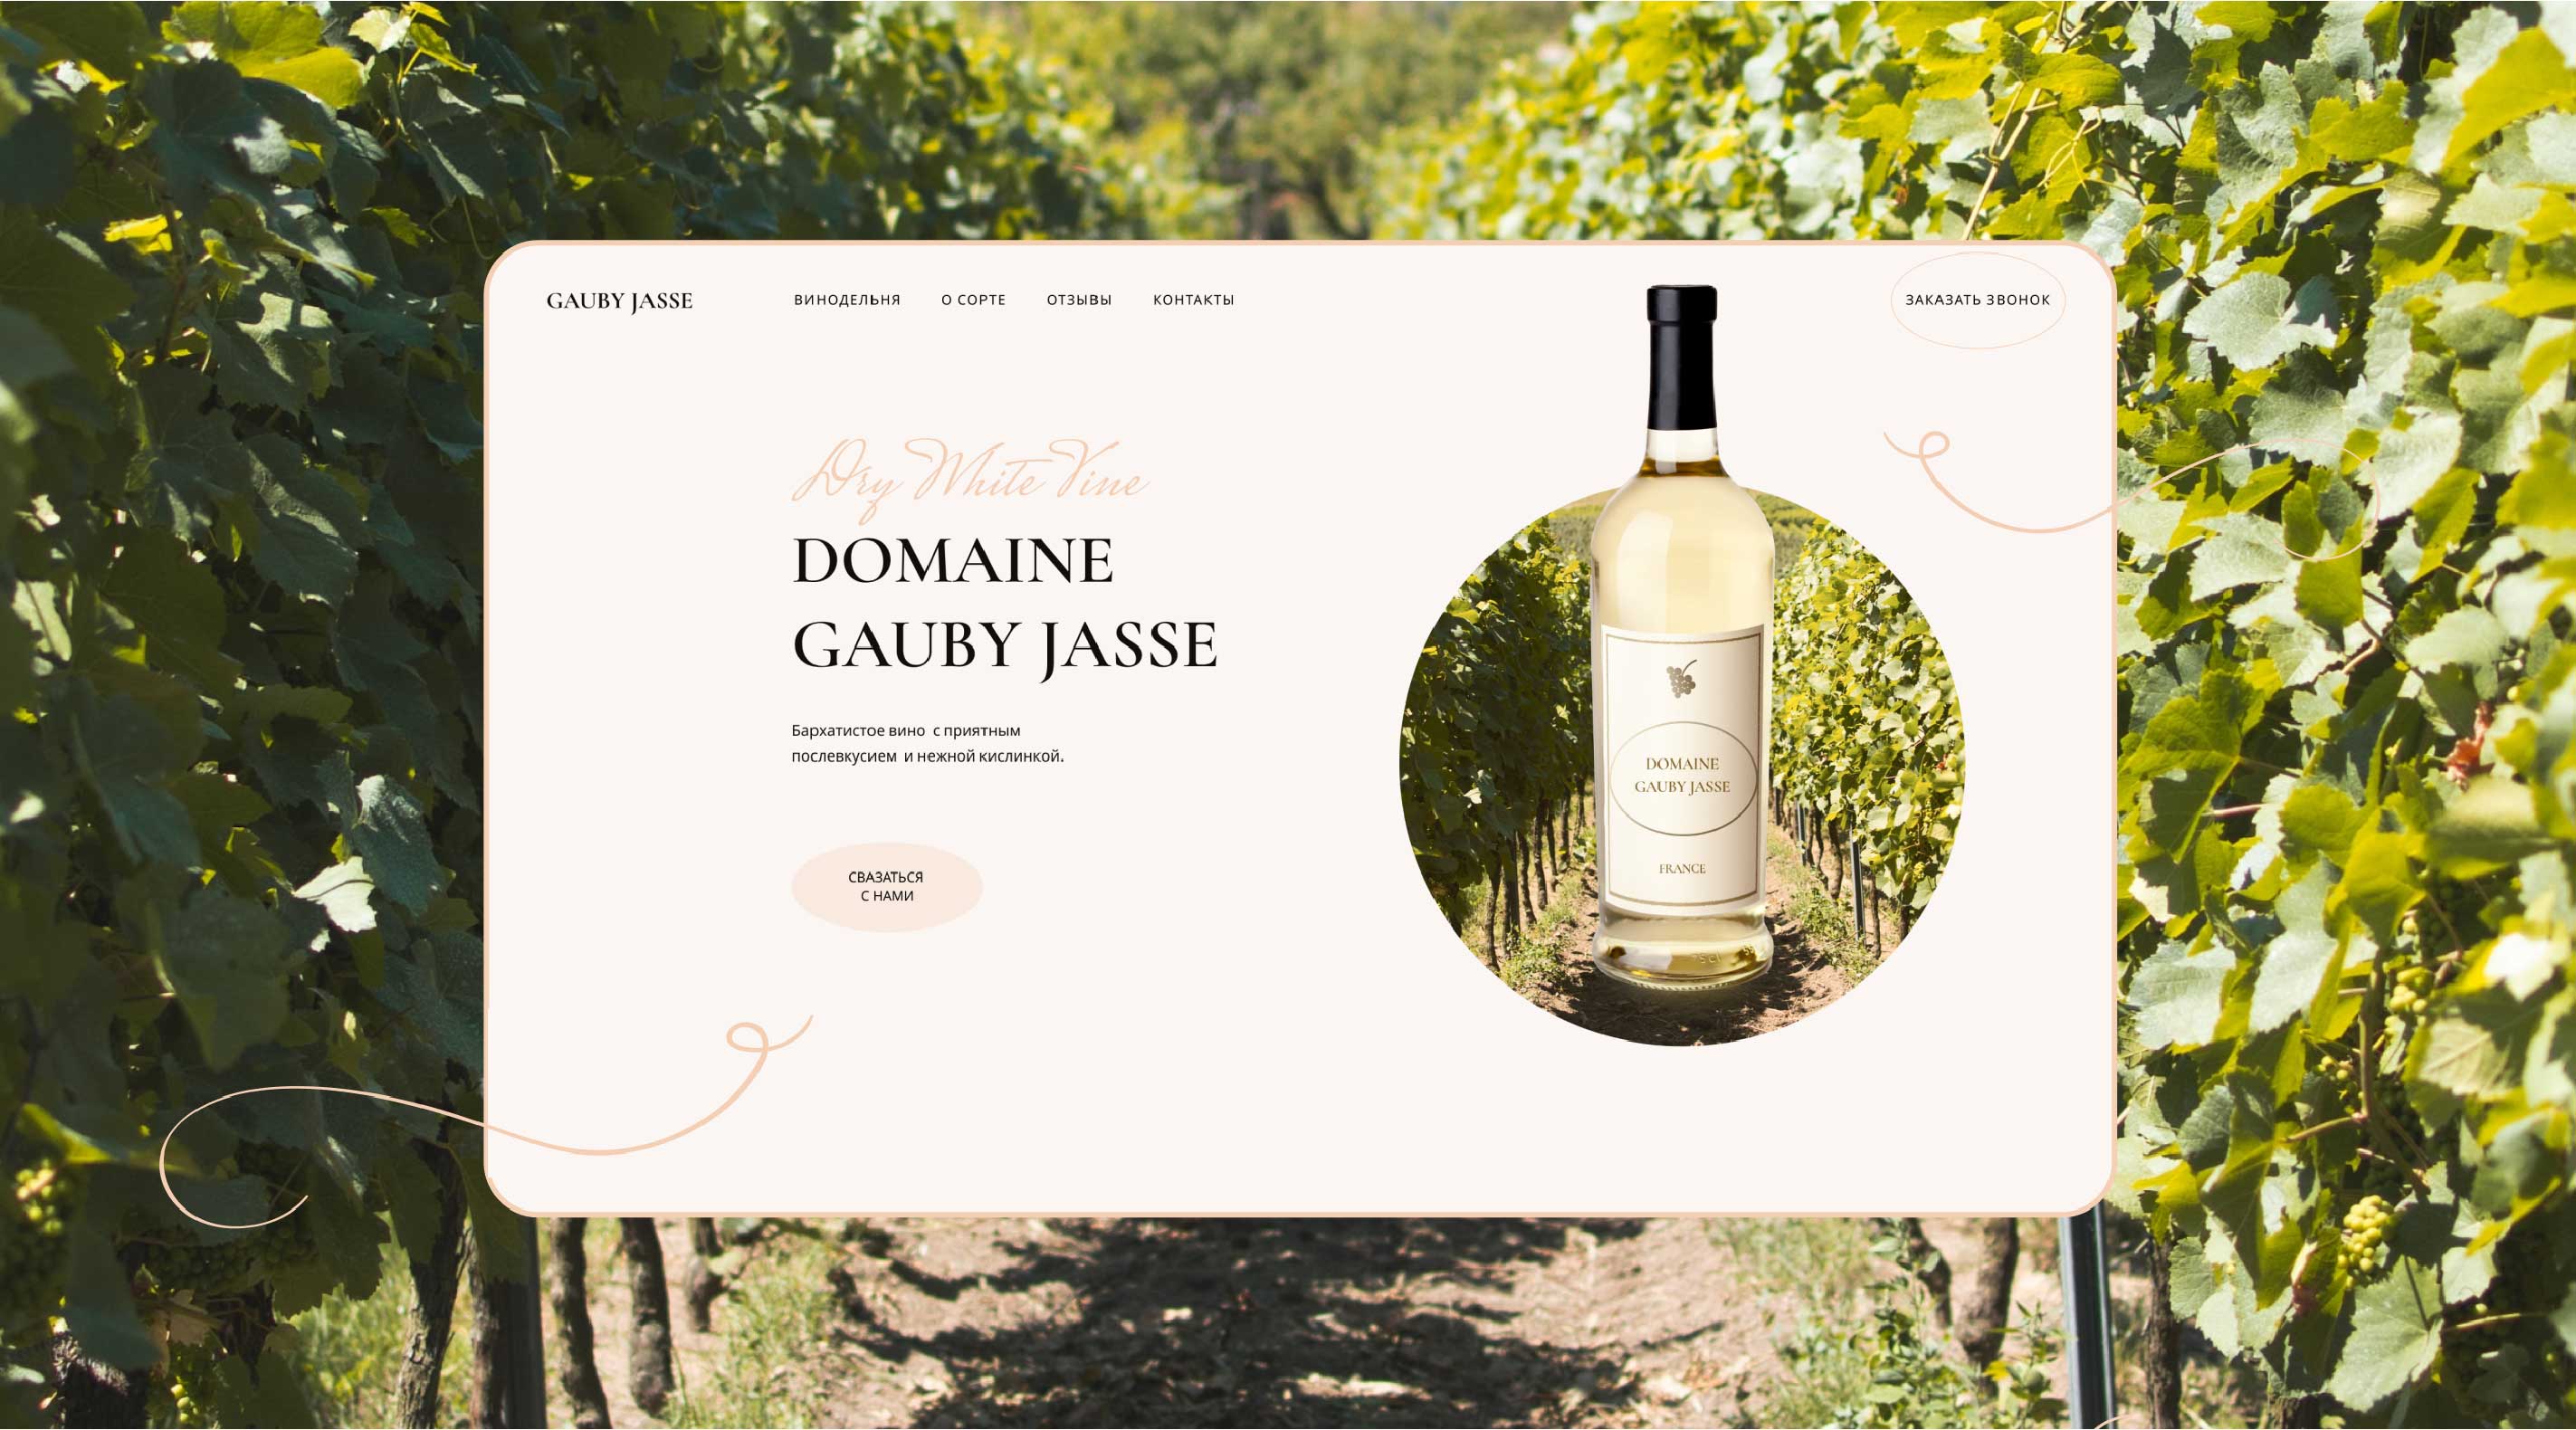 GAUBY JASSE
ВИНОДЕЛЬНЯ
О СОРТЕ
ОТЗЫВЫ
КОНТАКТЫ
ЗАКАЗАТЬ ЗВОНОК
Dry White Vine
DOMAINE
GAUBY JASSE
Бархатистое вино с приятным
послевкусием и нежной кислинкой.
СВАЗАТЬСЯ
С НАМИ
DOMAINE
GAUBY JASSE
FRANCE